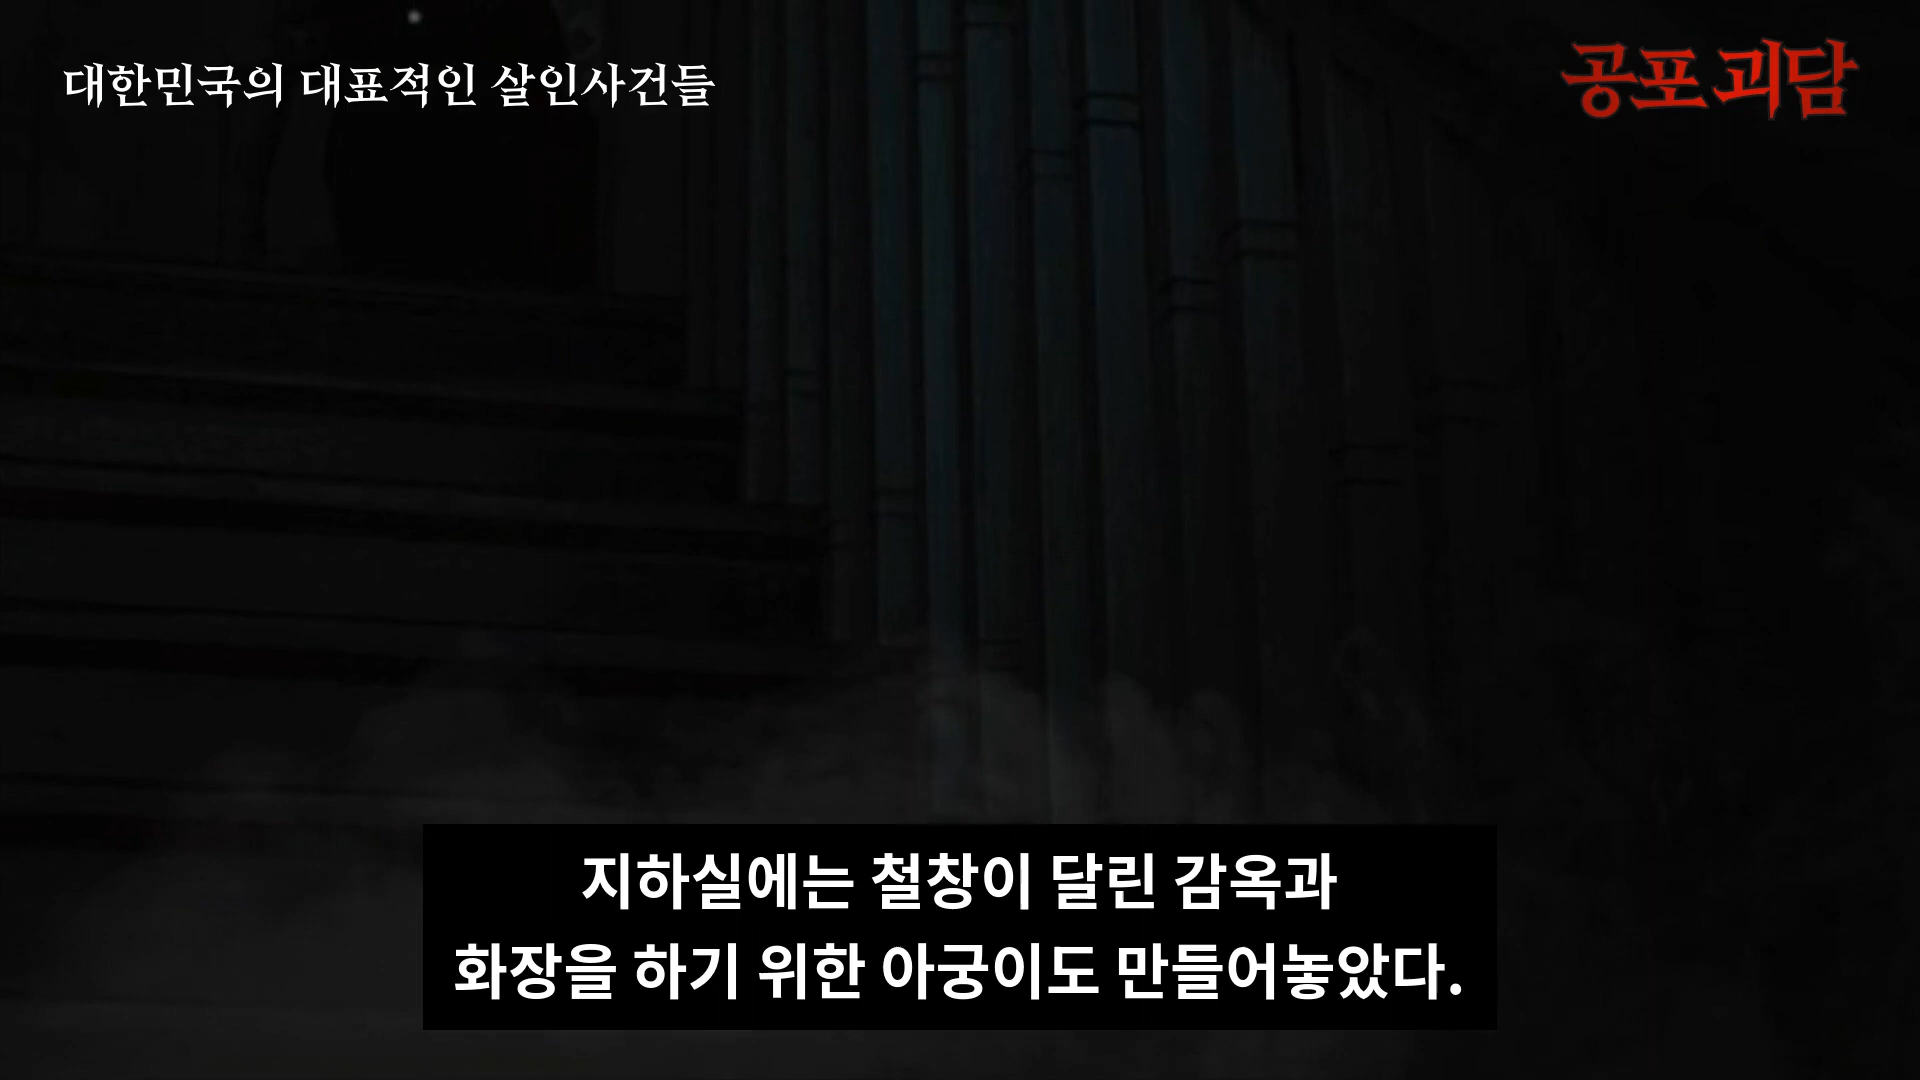 대한민국의 대표적인 살인사건들
공포 괴담
지하실에는 철창이 달린 감옥과
화장을 하기 위한 아궁이도 만들어놓았다.